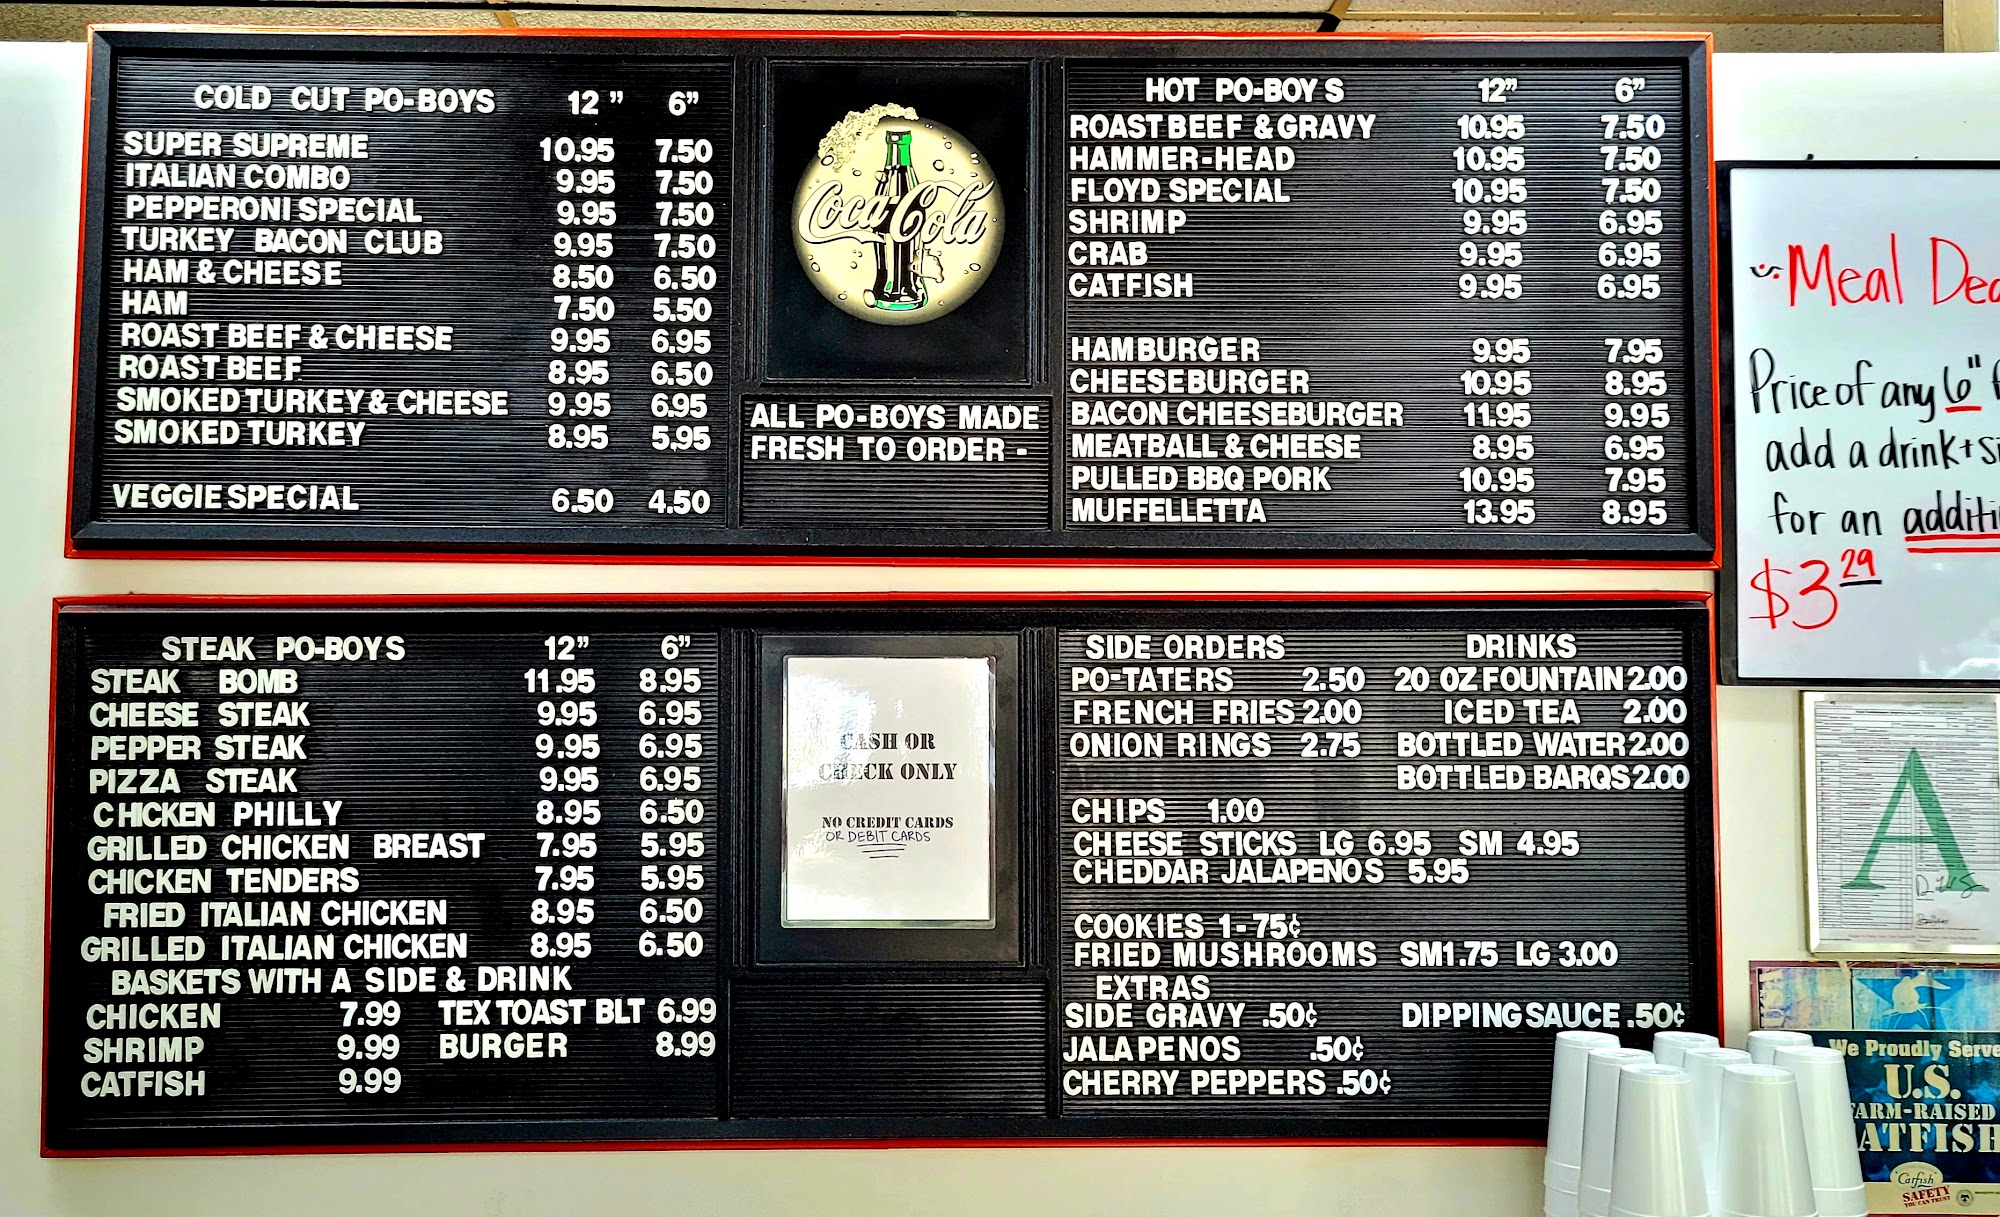 COLD CUT PO-BOYS 12" 6"
SUPER SUPREME 10.95 7.50
ITALIAN COMBO 9.95 7.50
PEPPERONI SPECIAL 9.95 7.50
TURKEY BACON CLUB 9.95 7.50
HAM & CHEESE 8.50 6.50
HAM 7.50 5.50
ROAST BEEF & CHEESE 9.95 6.95
ROAST BEEF 8.95 6.50
SMOKED TURKEY & CHEESE 9.95 6.95
SMOKED TURKEY 8.95 5.95
VEGGIE SPECIAL 6.50 4.50
Coca-Cola
ALL PO-BOYS MADE
FRESH TO ORDER -
HOT PO-BOYS 12" 6"
ROAST BEEF & GRAVY 10.95 7.50
HAMMER-HEAD 10.95 7.50
FLOYD SPECIAL 10.95 7.50
SHRIMP 9.95 6.95
CRAB 9.95 6.95
CATFISH 9.95 6.95
HAMBURGER 9.95 7.95
CHEESEBURGER 10.95 8.95
BACON CHEESEBURGER 11.95 9.95
MEATBALL & CHEESE 8.95 6.95
PULLED BBQ PORK 10.95 7.95
MUFFELLETTA 13.95 8.95
Meal Dea
Price of any 6"
add a drink + si
for an additi
$3.29
STEAK PO-BOYS 12" 6"
STEAK BOMB 11.95 8.95
CHEESE STEAK 9.95 6.95
PEPPER STEAK 9.95 6.95
PIZZA STEAK 9.95 6.95
CHICKEN PHILLY 8.95 6.50
GRILLED CHICKEN BREAST 7.95 5.95
CHICKEN TENDERS 7.95 5.95
FRIED ITALIAN CHICKEN 8.95 6.50
GRILLED ITALIAN CHICKEN 8.95 6.50
BASKETS WITH A SIDE & DRINK
CHICKEN 7.99 TEX TOAST BLT 6.99
SHRIMP 9.99 BURGER 8.99
CATFISH 9.99
CASH OR
CHECK ONLY
NO CREDIT CARDS
OR DEBIT CARDS
SIDE ORDERS DRINKS
PO-TATERS 2.50 20 OZ FOUNTAIN 2.00
FRENCH FRIES 2.00 ICED TEA 2.00
ONION RINGS 2.75 BOTTLED WATER 2.00
BOTTLED BARQS 2.00
CHIPS 1.00
CHEESE STICKS LG 6.95 SM 4.95
CHEDDAR JALAPENOS 5.95
COOKIES 1-75¢
FRIED MUSHROOMS SM 1.75 LG 3.00
EXTRAS
SIDE GRAVY .50¢ DIPPING SAUCE .50¢
JALAPENOS .50¢
CHERRY PEPPERS .50¢
A
We Proudly Serve
U.S.
FARM-RAISED
CATFISH
Catfish
SAFETY
YOU CAN TRUST